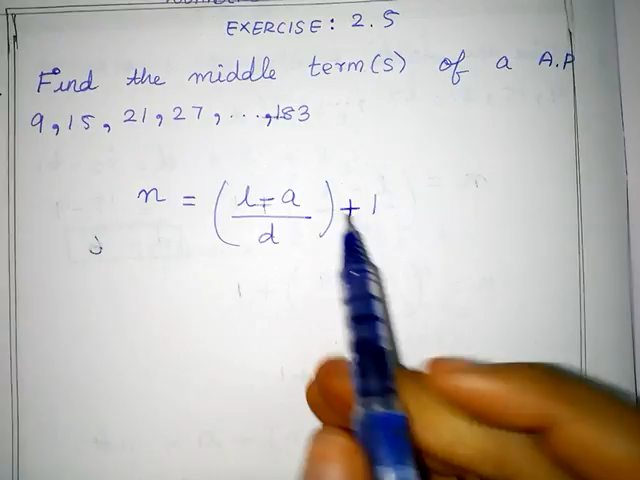 EXERCISE: 2.5
Find the middle term(s) of a A.P
9, 15, 21, 27, ...., 183
n = (l - a / d) + 1